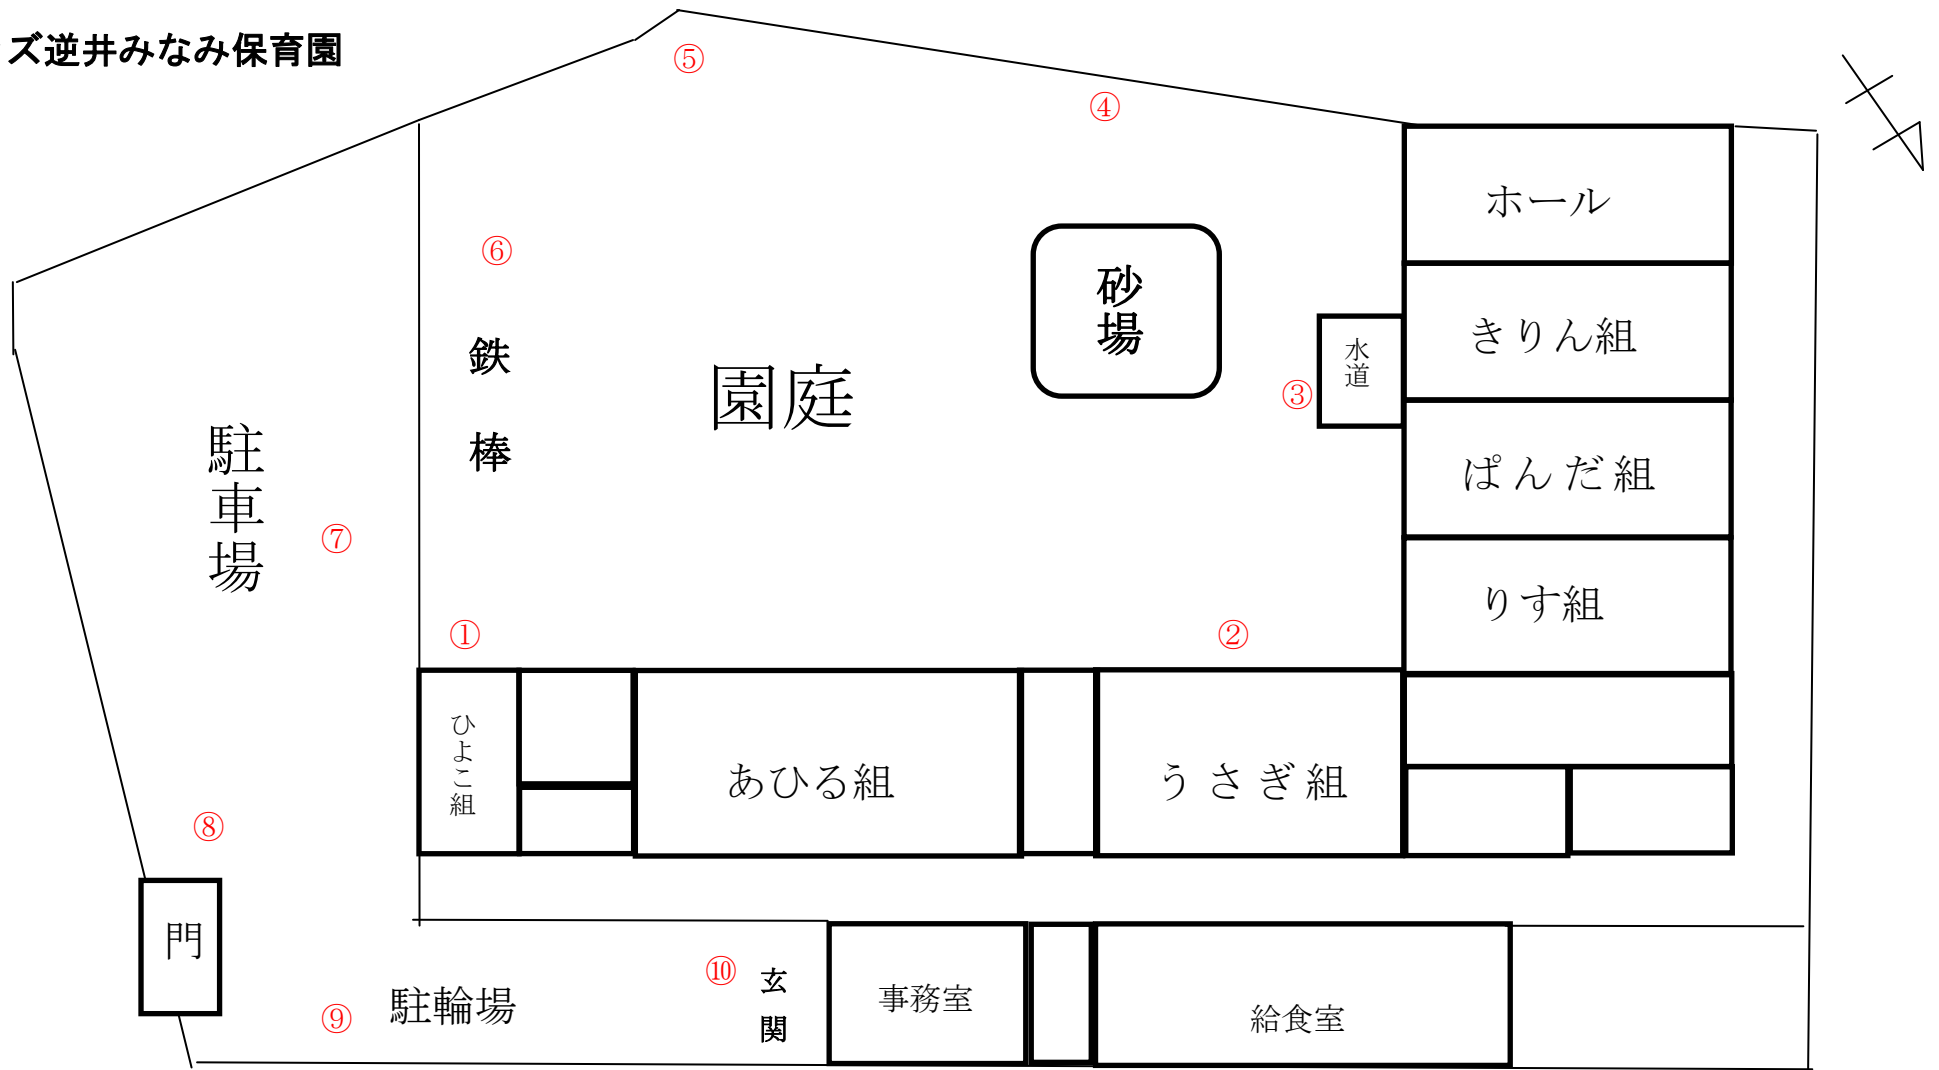 ズ逆井みなみ保育園
⑤
④
ホール
⑥
砂場
きりん組
水道
③
鉄棒
園庭
ぱんだ組
駐車場
⑦
りす組
①
②
ひよこ組
あひる組
うさぎ組
⑧
門
⑩
玄関
事務室
給食室
⑨
駐輪場